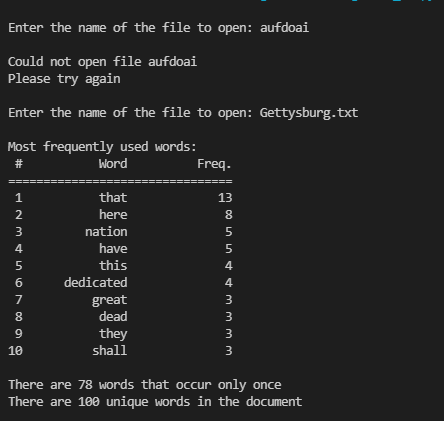 Enter the name of the file to open: aufdoai
Could not open file aufdoai
Please try again
Enter the name of the file to open: Gettysburg.txt
Most frequently used words:
# Word Freq.
================================
1 that 13
2 here 8
3 nation 5
4 have 5
5 this 4
6 dedicated 4
7 great 3
8 dead 3
9 they 3
10 shall 3
There are 78 words that occur only once
There are 100 unique words in the document